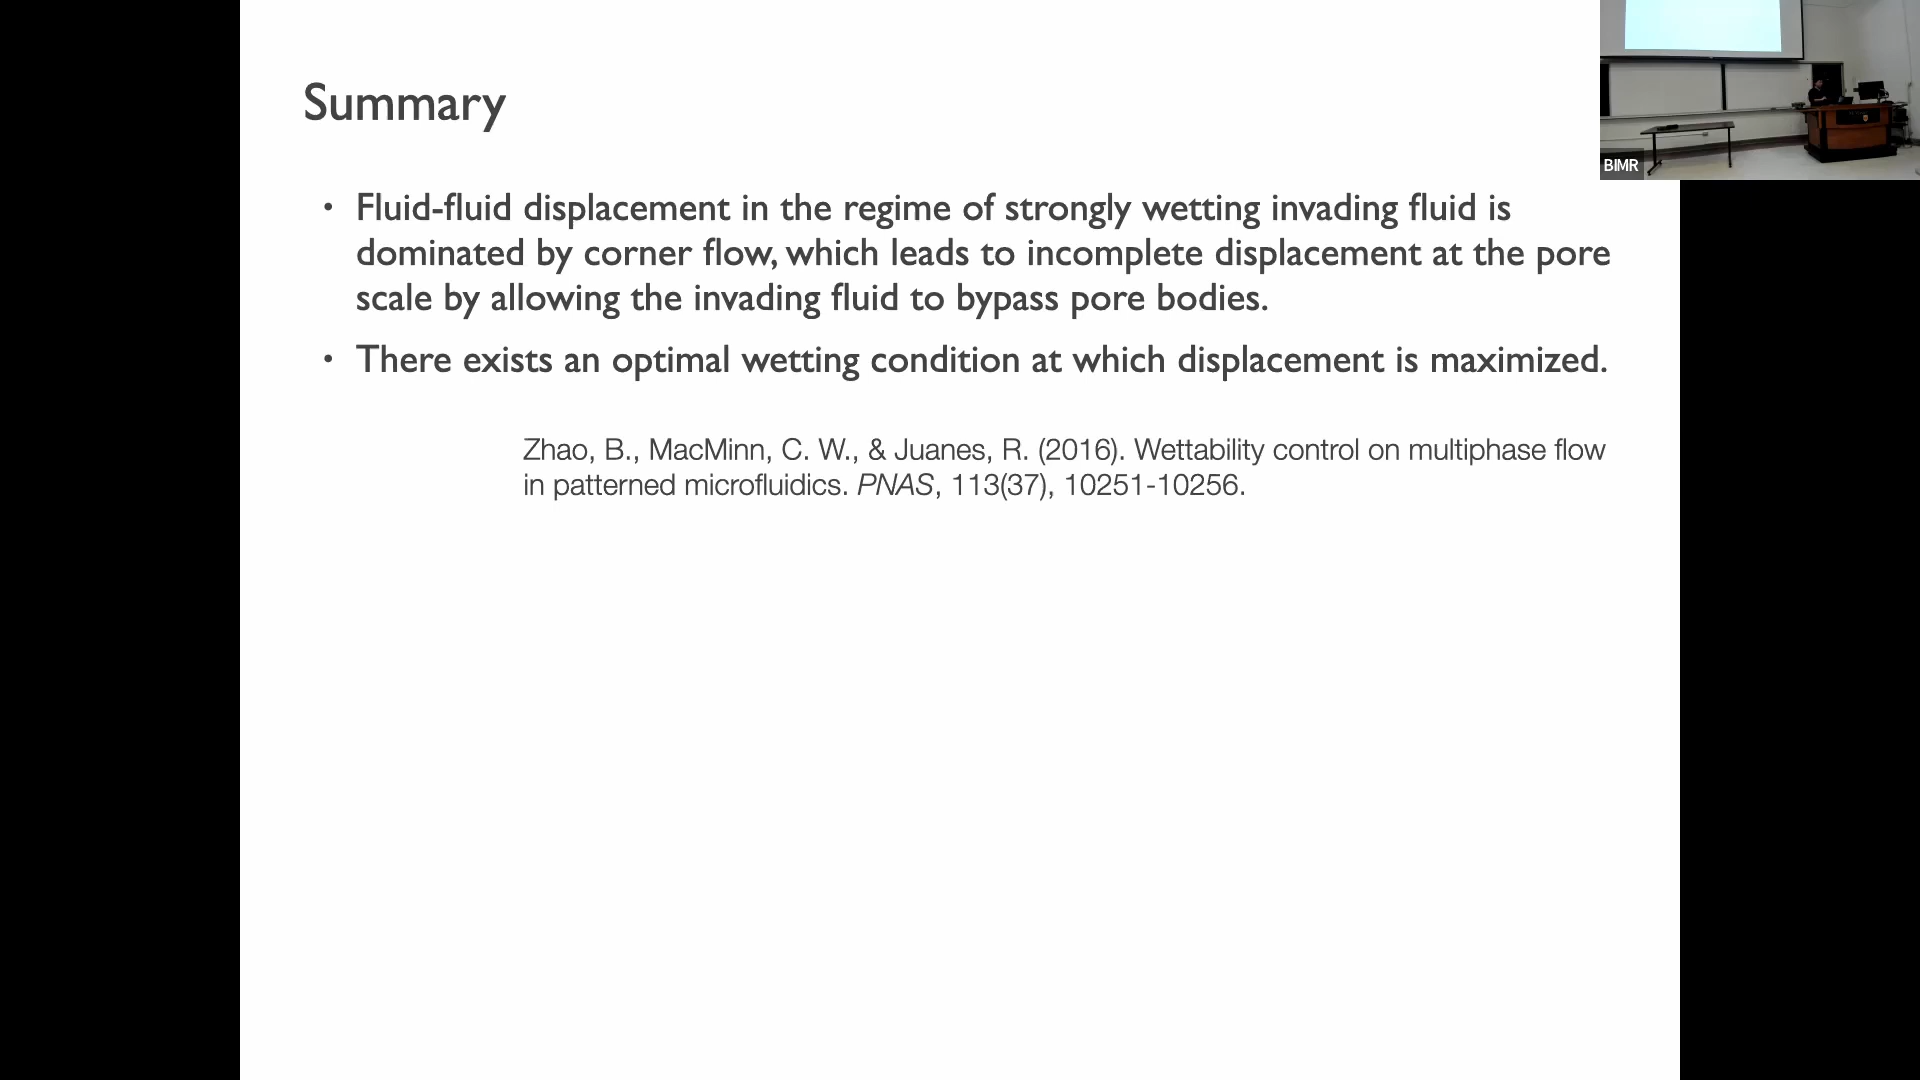 Summary
• Fluid-fluid displacement in the regime of strongly wetting invading fluid is
dominated by corner flow, which leads to incomplete displacement at the pore
scale by allowing the invading fluid to bypass pore bodies.
• There exists an optimal wetting condition at which displacement is maximized.
Zhao, B., MacMinn, C. W., & Juanes, R. (2016). Wettability control on multiphase flow
in patterned microfluidics. PNAS, 113(37), 10251-10256.
BIMR